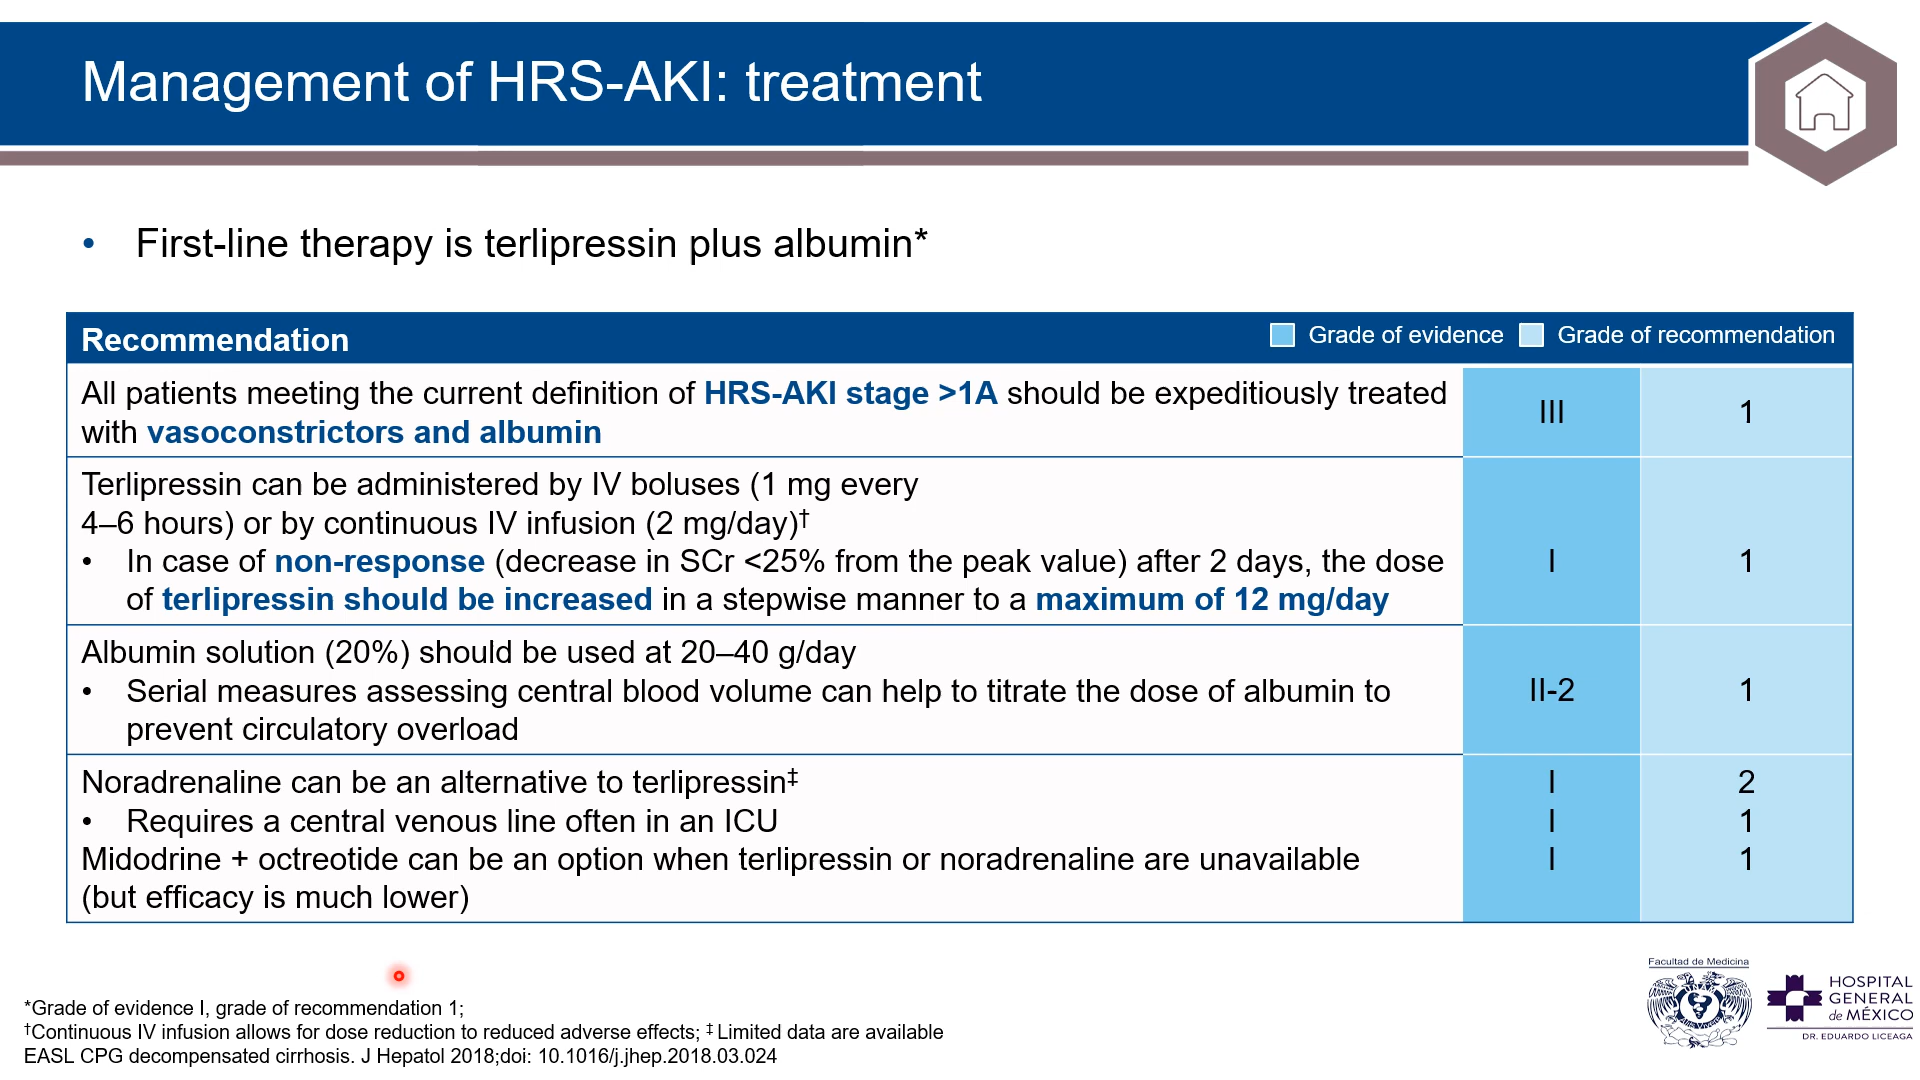 Management of HRS-AKI: treatment
• First-line therapy is terlipressin plus albumin*
Recommendation
Grade of evidence
Grade of recommendation
All patients meeting the current definition of HRS-AKI stage >1A should be expeditiously treated
with vasoconstrictors and albumin
III
1
Terlipressin can be administered by IV boluses (1 mg every
4–6 hours) or by continuous IV infusion (2 mg/day)†
• In case of non-response (decrease in SCr <25% from the peak value) after 2 days, the dose
of terlipressin should be increased in a stepwise manner to a maximum of 12 mg/day
I
1
Albumin solution (20%) should be used at 20–40 g/day
• Serial measures assessing central blood volume can help to titrate the dose of albumin to
prevent circulatory overload
II-2
1
Noradrenaline can be an alternative to terlipressin‡
I
2
• Requires a central venous line often in an ICU
I
1
Midodrine + octreotide can be an option when terlipressin or noradrenaline are unavailable
I
1
(but efficacy is much lower)
*Grade of evidence I, grade of recommendation 1;
†Continuous IV infusion allows for dose reduction to reduced adverse effects; ‡ Limited data are available
EASL CPG decompensated cirrhosis. J Hepatol 2018;doi: 10.1016/j.jhep.2018.03.024
Facultad de Medicina
HOSPITAL
GENERAL
de MÉXICO
DR. EDUARDO LICEAGA